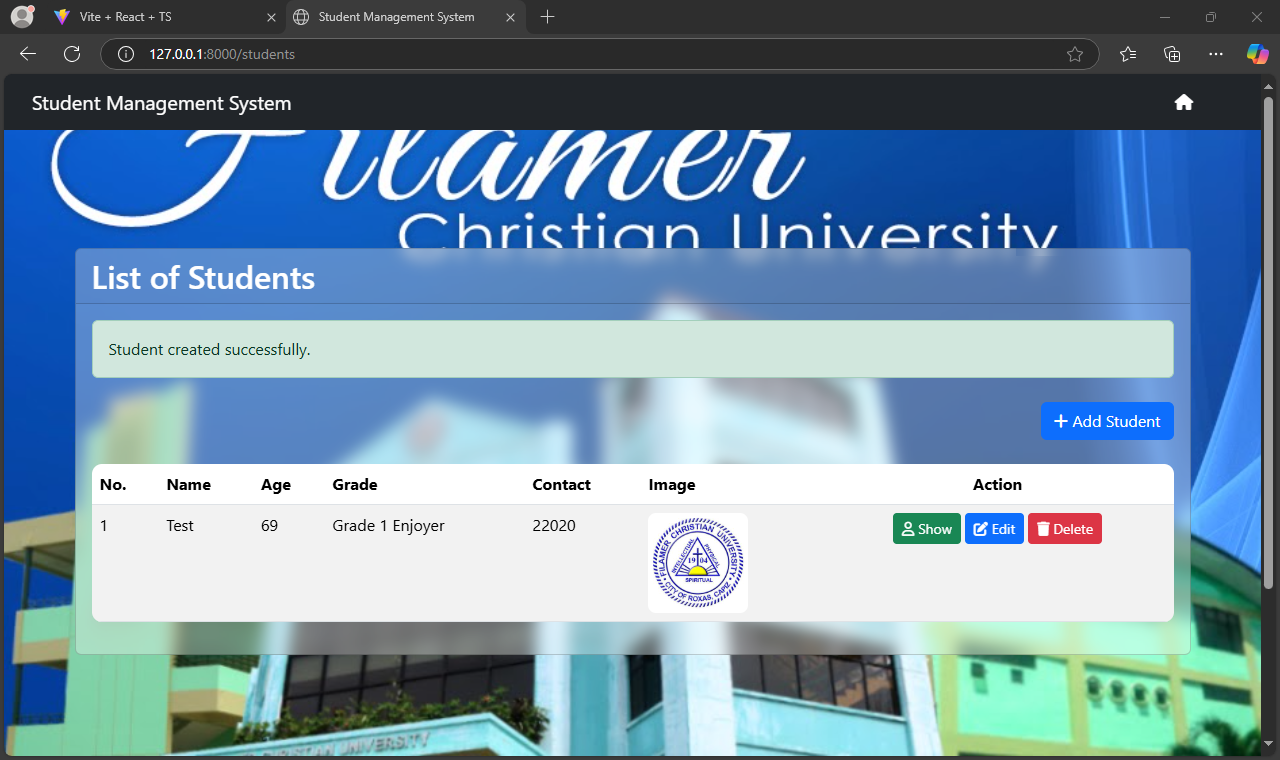 Vite + React + TS
Student Management System
127.0.0.1:8000/students
Student Management System
Filamer
Christian University
List of Students
Student created successfully.
Add Student
No. Name Age Grade Contact Image Action
1 Test 69 Grade 1 Enjoyer 22020 Show Edit Delete
FILAMER CHRISTIAN UNIVERSITY
INTELLECTUAL PHYSICAL
19 04
SPIRITUAL
CITY OF ROXAS, CAPIZ
CHRISTIAN UNIVERSITY